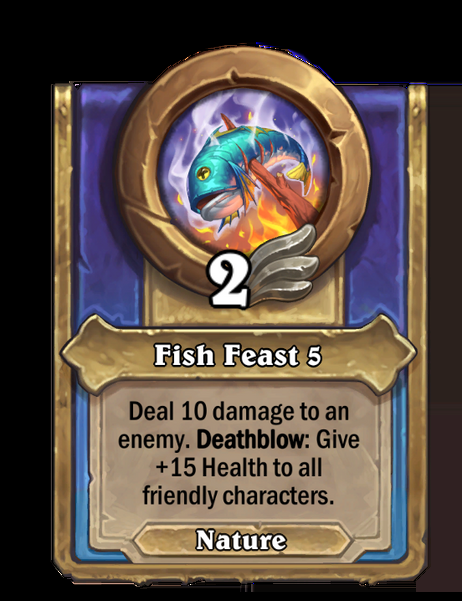 2
Fish Feast 5
Deal 10 damage to an
enemy. Deathblow: Give
+15 Health to all
friendly characters.
Nature